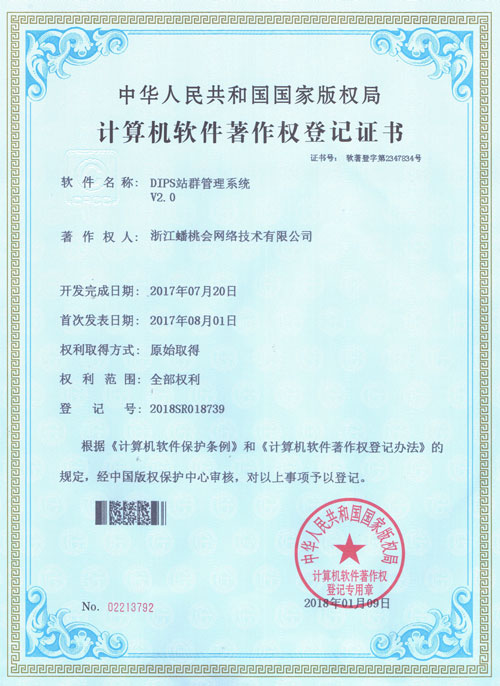 中华人民共和国国家版权局
计算机软件著作权登记证书
证书号： 软著登字第2347834号
软件名称： DIPS站群管理系统
V2.0
著作权人： 浙江蟠桃会网络技术有限公司
开发完成日期： 2017年07月20日
首次发表日期： 2017年08月01日
权利取得方式： 原始取得
权利范围： 全部权利
登记号： 2018SR018739
根据《计算机软件保护条例》和《计算机软件著作权登记办法》的
规定，经中国版权保护中心审核，对以上事项予以登记。
中华人民共和国国家版权局
计算机软件著作权
登记专用章
2018年01月09日
No. 02213792